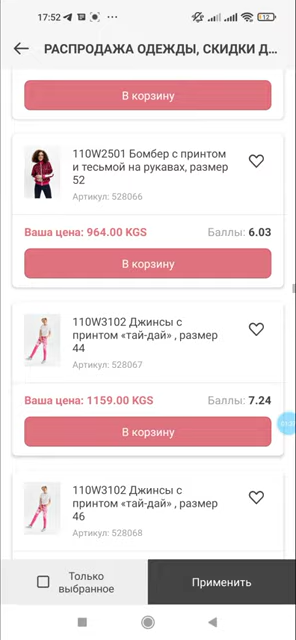 17:52
12
РАСПРОДАЖА ОДЕЖДЫ, СКИДКИ Д...
В корзину
110W2501 Бомбер с принтом
и тесьмой на рукавах, размер
52
Артикул: 528066
Ваша цена: 964.00 KGS
Баллы: 6.03
В корзину
110W3102 Джинсы с
принтом «тай-дай» , размер
44
Артикул: 528067
Ваша цена: 1159.00 KGS
Баллы: 7.24
В корзину
110W3102 Джинсы с
принтом «тай-дай» , размер
46
Артикул: 528068
Только
выбранное
Применить